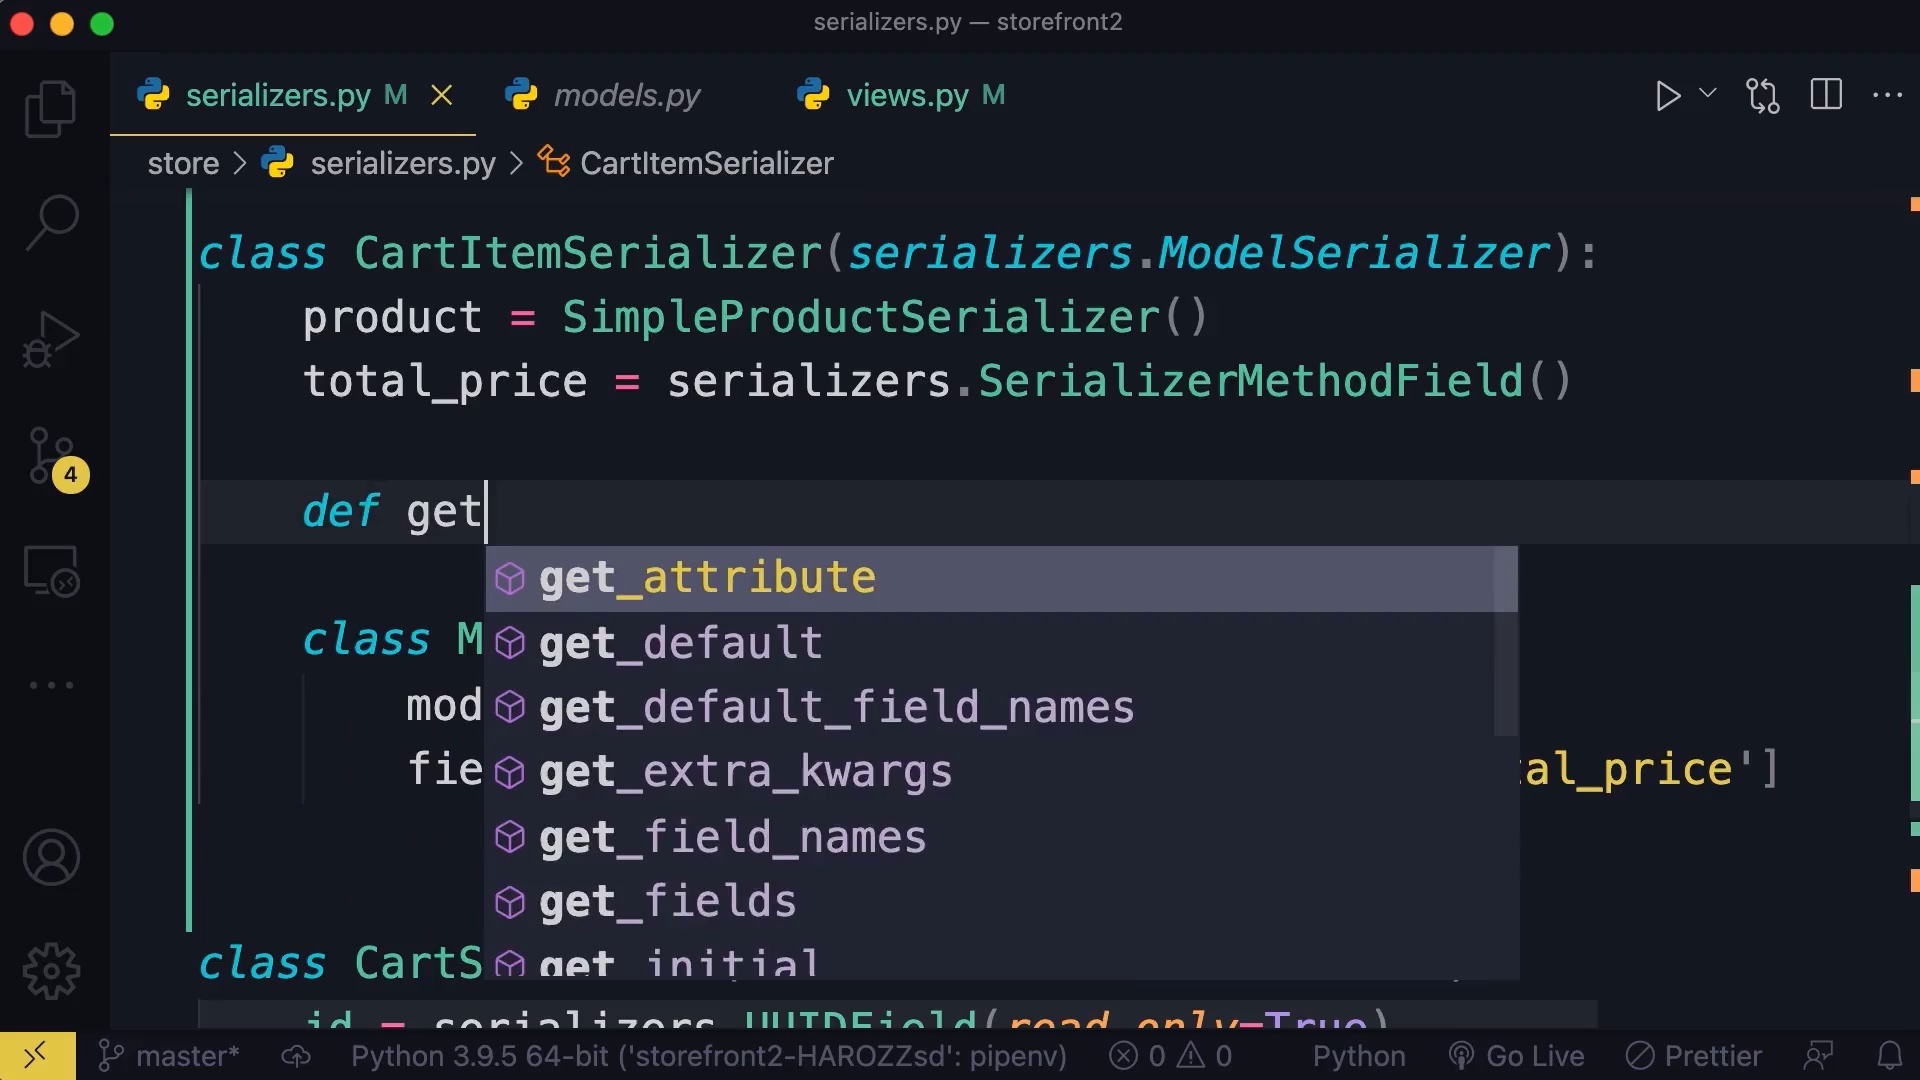 serializers.py — storefront2
serializers.py M
models.py
views.py M
store > serializers.py > CartItemSerializer
class CartItemSerializer(serializers.ModelSerializer):
product = SimpleProductSerializer()
total_price = serializers.SerializerMethodField()
def get
get_attribute
get_default
class M
get_default_field_names
mod
get_extra_kwargs
fie
tal_price']
get_field_names
get_fields
get_initial
class CartS
id = serializers.UUIDField(read_only=True)
4
master* Python 3.9.5 64-bit ('storefront2-HAROZZsd': pipenv) 0 0 Python Go Live Prettier